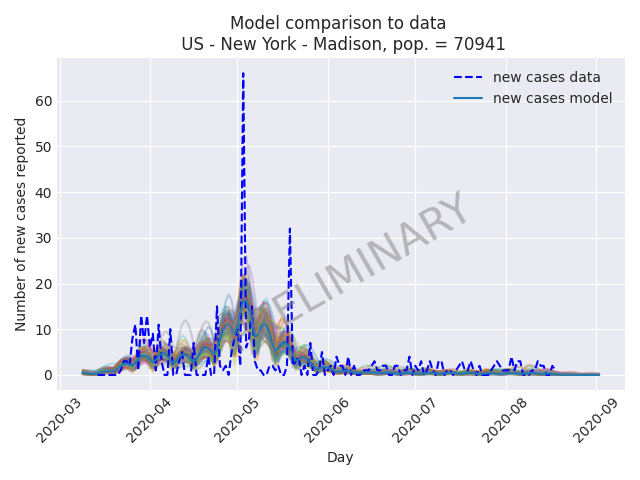 Model comparison to data
US - New York - Madison, pop. = 70941
new cases data
new cases model
Number of new cases reported
60
50
40
30
20
10
0
ELIMINARY
2020-03
2020-04
2020-05
2020-06
2020-07
2020-08
2020-09
Day